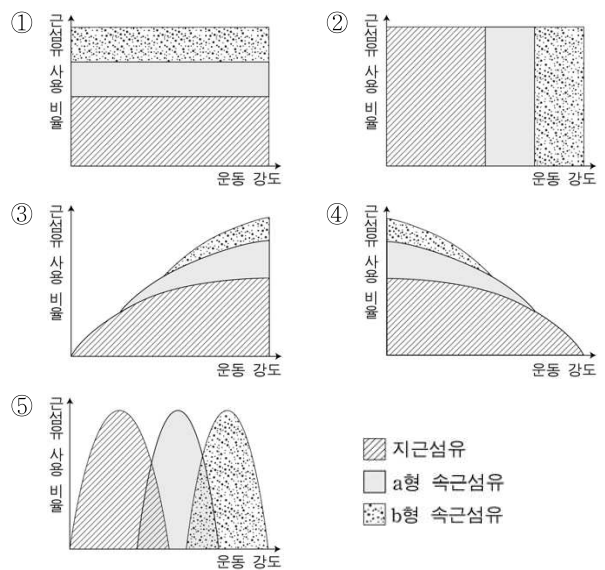 ①
근섬유 사용 비율
운동 강도
②
근섬유 사용 비율
운동 강도
③
근섬유 사용 비율
운동 강도
④
근섬유 사용 비율
운동 강도
⑤
근섬유 사용 비율
운동 강도
지근섬유
a형 속근섬유
b형 속근섬유